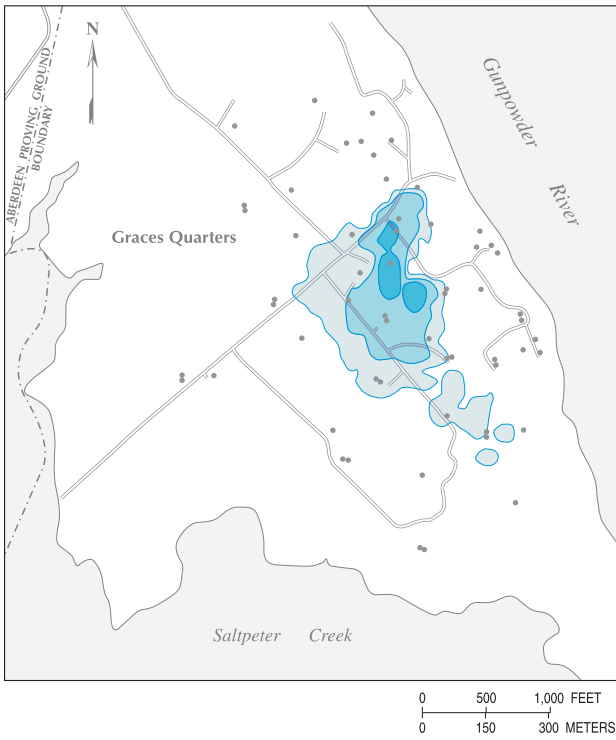 N
ABERDEEN PROVING GROUND
BOUNDARY
Gunpowder
River
Graces Quarters
Saltpeter Creek
0 500 1,000 FEET
0 150 300 METERS